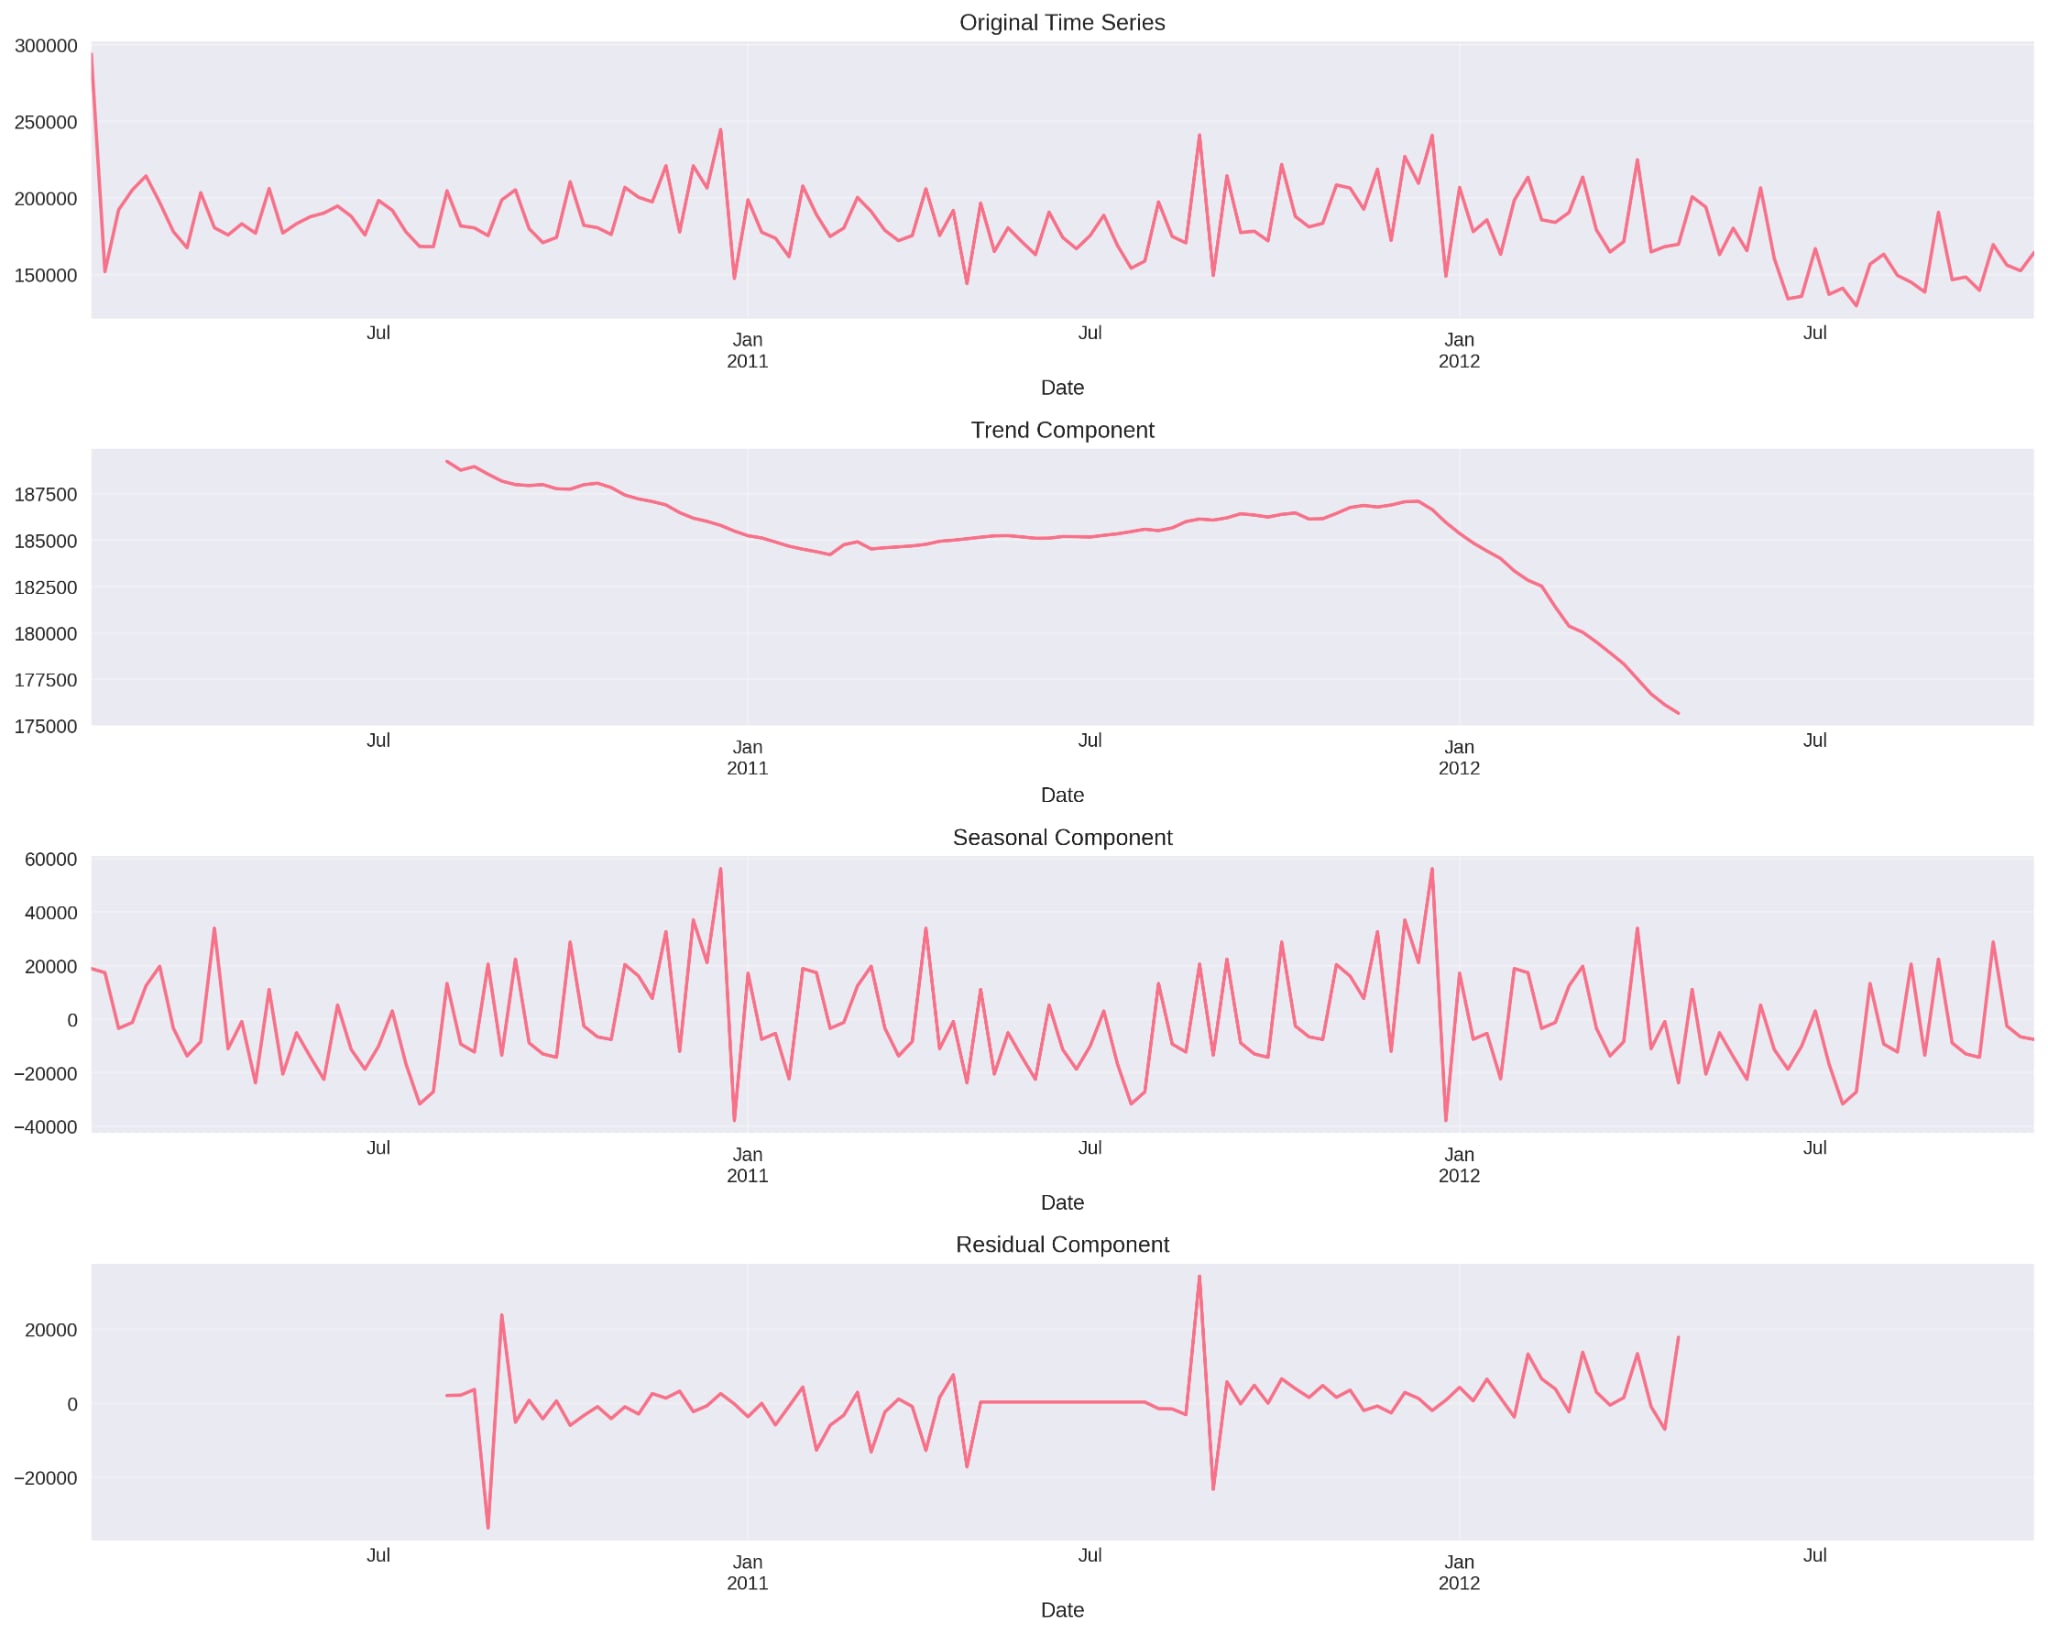 Original Time Series
300000
250000
200000
150000
Jul
Jan
2011
Jul
Jan
2012
Jul
Date
Trend Component
187500
185000
182500
180000
177500
175000
Jul
Jan
2011
Jul
Jan
2012
Jul
Date
Seasonal Component
60000
40000
20000
0
−20000
−40000
Jul
Jan
2011
Jul
Jan
2012
Jul
Date
Residual Component
20000
0
−20000
Jul
Jan
2011
Jul
Jan
2012
Jul
Date